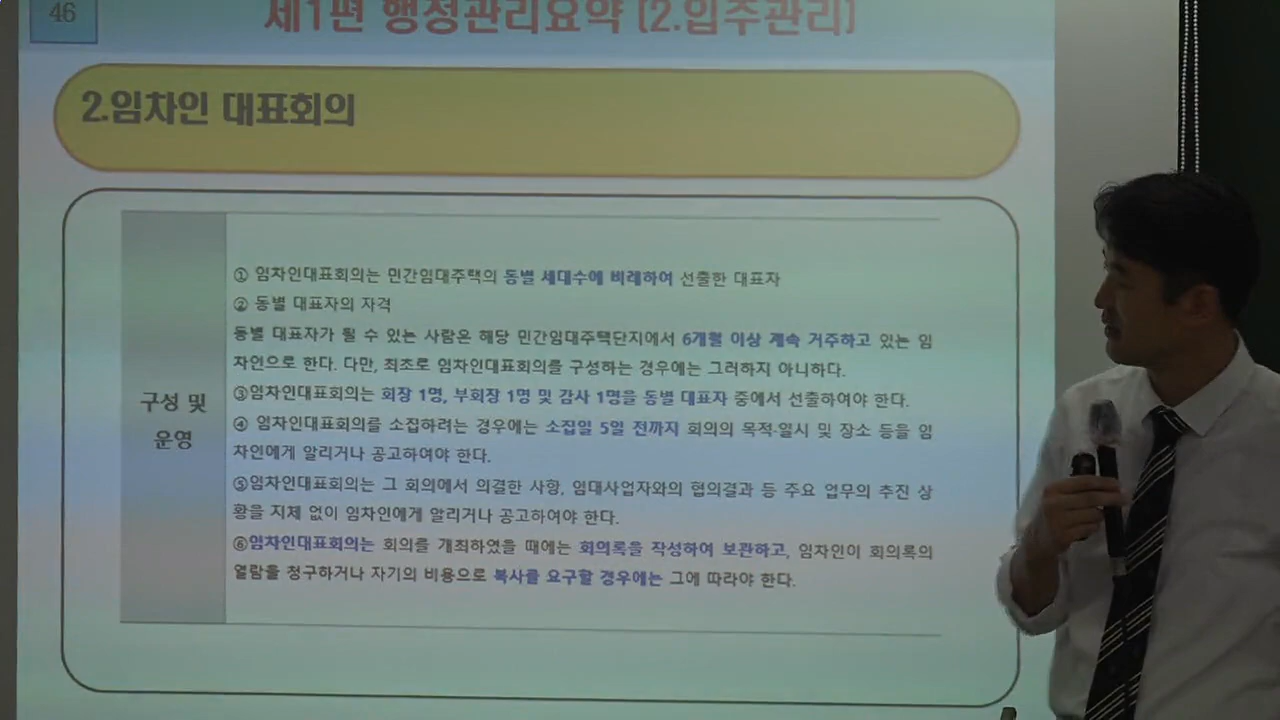 46
제1편 행정관리요약 (2.입주관리)
2.임차인 대표회의
구성 및
운영
① 임차인대표회의는 민간임대주택의 동별 세대수에 비례하여 선출한 대표자
② 동별 대표자의 자격
동별 대표자가 될 수 있는 사람은 해당 민간임대주택단지에서 6개월 이상 계속 거주하고 있는 임
차인으로 한다. 다만, 최초로 임차인대표회의를 구성하는 경우에는 그러하지 아니하다.
③임차인대표회의는 회장 1명, 부회장 1명 및 감사 1명을 동별 대표자 중에서 선출하여야 한다.
④ 임차인대표회의를 소집하려는 경우에는 소집일 5일 전까지 회의의 목적·일시 및 장소 등을 임
차인에게 알리거나 공고하여야 한다.
⑤임차인대표회의는 그 회의에서 의결한 사항, 임대사업자와의 협의결과 등 주요 업무의 추진 상
황을 지체 없이 임차인에게 알리거나 공고하여야 한다.
⑥임차인대표회의는 회의를 개최하였을 때에는 회의록을 작성하여 보관하고, 임차인이 회의록의
열람을 청구하거나 자기의 비용으로 복사를 요구할 경우에는 그에 따라야 한다.